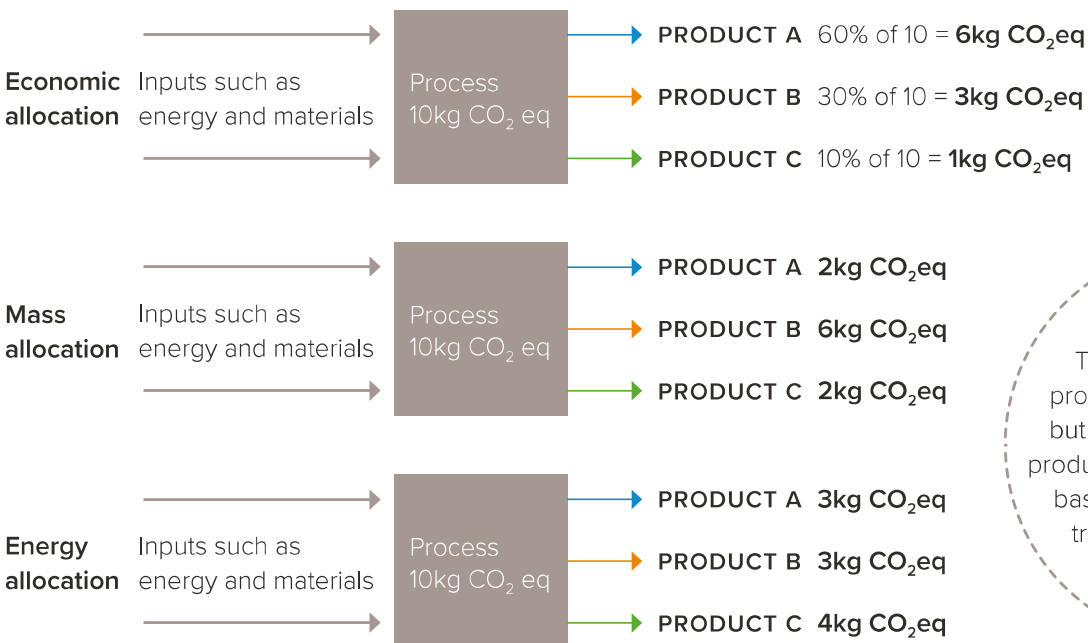 Economic allocation
Inputs such as
energy and materials
Process
10kg CO₂ eq
PRODUCT A 60% of 10 = 6kg CO₂eq
PRODUCT B 30% of 10 = 3kg CO₂eq
PRODUCT C 10% of 10 = 1kg CO₂eq
Mass allocation
Inputs such as
energy and materials
Process
10kg CO₂ eq
PRODUCT A 2kg CO₂eq
PRODUCT B 6kg CO₂eq
PRODUCT C 2kg CO₂eq
Energy allocation
Inputs such as
energy and materials
Process
10kg CO₂ eq
PRODUCT A 3kg CO₂eq
PRODUCT B 3kg CO₂eq
PRODUCT C 4kg CO₂eq
but